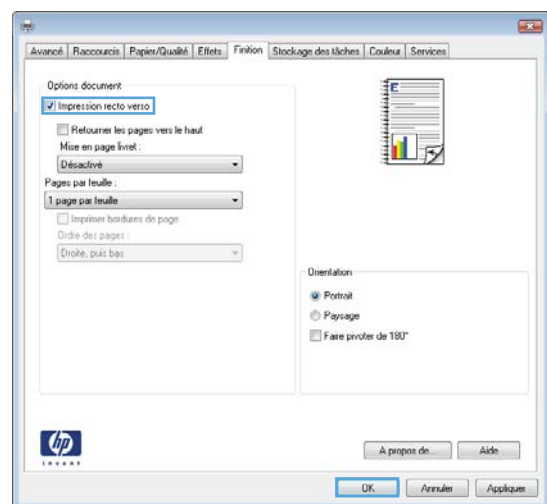 Avancé Raccourcis Papier/Qualité Effets Finition Stockage des tâches Couleur Services
Options document
Impression recto verso
Retourner les pages vers le haut
Mise en page livret :
Désactivé
Pages par feuille :
1 page par feuille
Imprimer bordures de page
Ordre des pages :
Droite, puis bas
E
Orientation
Portrait
Paysage
Faire pivoter de 180°
hp
invent
A propos de...
Aide
OK
Annuler
Appliquer